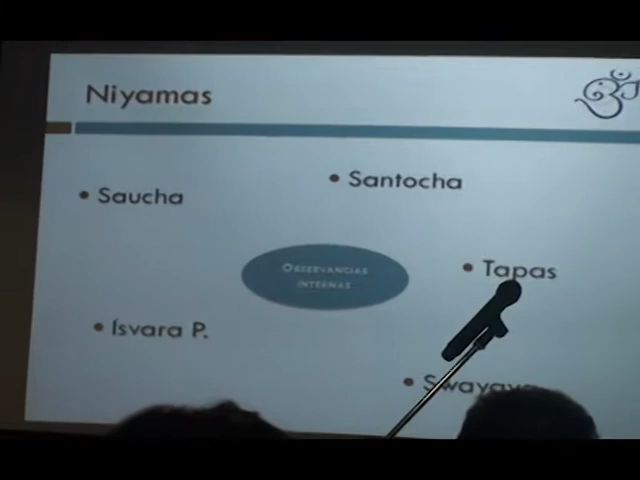 Niyamas
Santocha
Saucha
Tapas
OBSERVANCIAS
INTERNAS
Ísvara P.